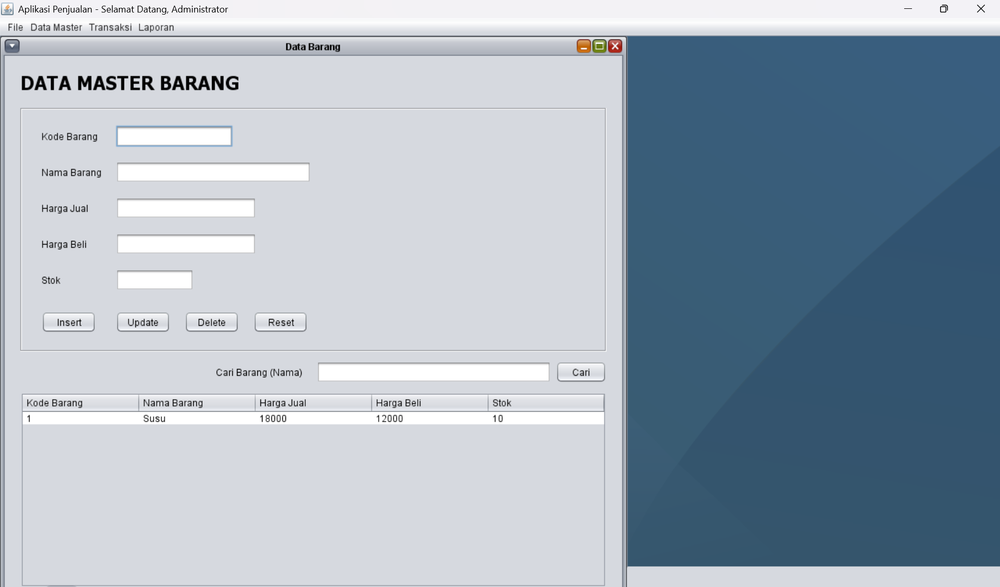 Aplikasi Penjualan - Selamat Datang, Administrator
File Data Master Transaksi Laporan
Data Barang
DATA MASTER BARANG
Kode Barang
Nama Barang
Harga Jual
Harga Beli
Stok
Insert Update Delete Reset
Cari Barang (Nama) Cari
Kode Barang Nama Barang Harga Jual Harga Beli Stok
1 Susu 18000 12000 10